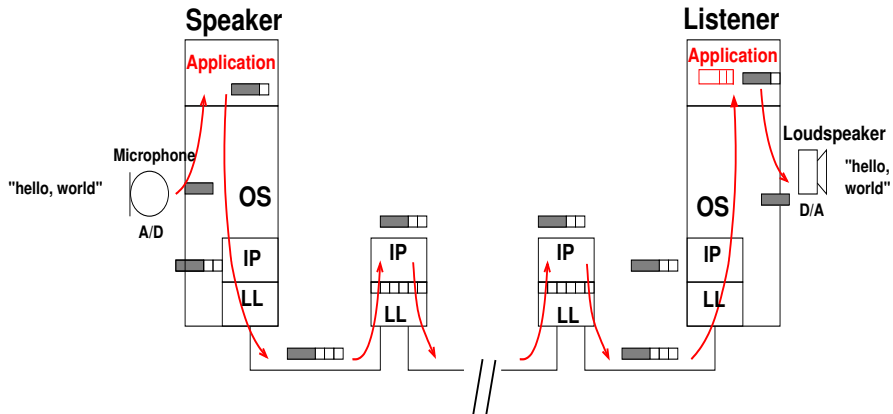 Speaker
Listener
Application
Application
Microphone
Loudspeaker
"hello, world"
"hello,
world"
A/D
D/A
OS
OS
IP
IP
IP
IP
LL
LL
LL
LL